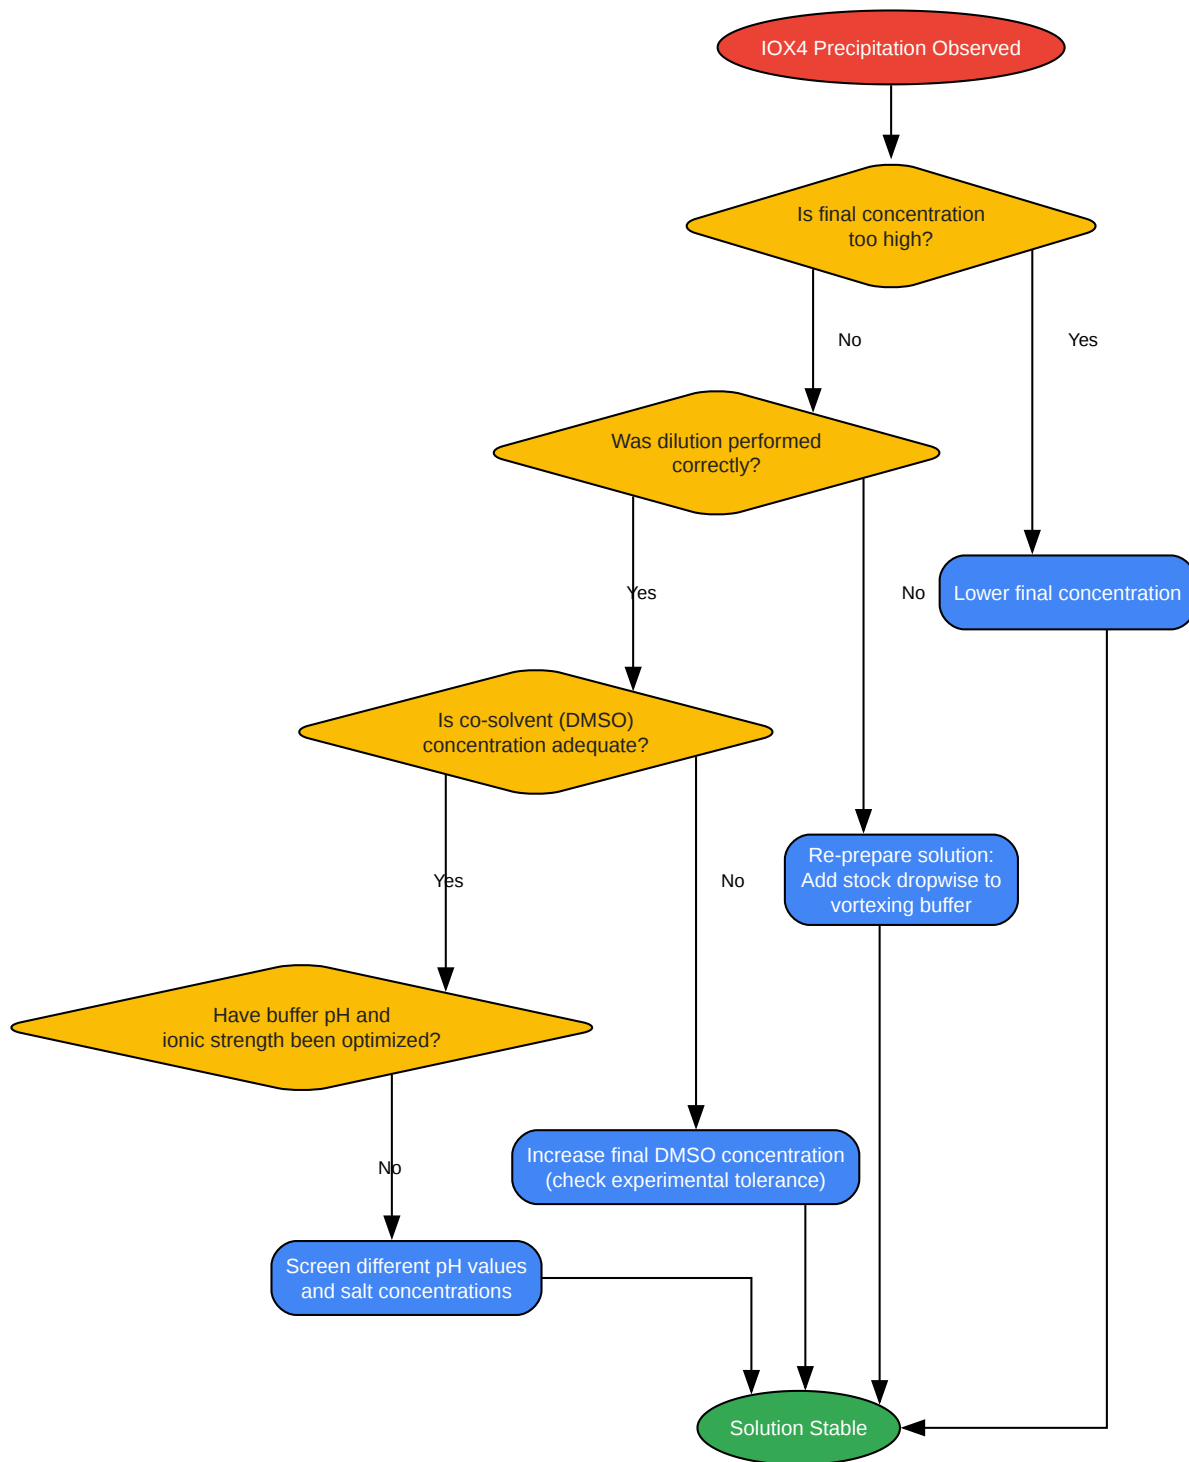 IOX4 Precipitation Observed
Is final concentration
too high?
No
Yes
Was dilution performed
correctly?
Yes
No
Lower final concentration
Is co-solvent (DMSO)
concentration adequate?
Yes
No
Re-prepare solution:
Add stock dropwise to
vortexing buffer
Have buffer pH and
ionic strength been optimized?
No
Increase final DMSO concentration
(check experimental tolerance)
Screen different pH values
and salt concentrations
Solution Stable